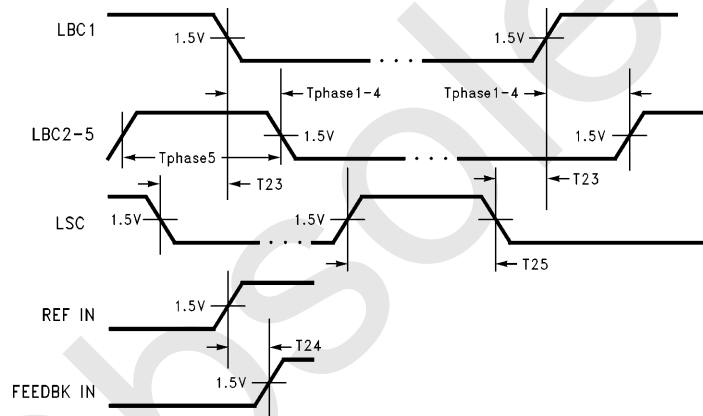 LBC1
1.5V
1.5V
Tphase1-4
Tphase1-4
LBC2-5
1.5V
1.5V
Tphase5
T23
T23
LSC
1.5V
1.5V
T25
REF IN
1.5V
T24
FEEDBK IN
1.5V